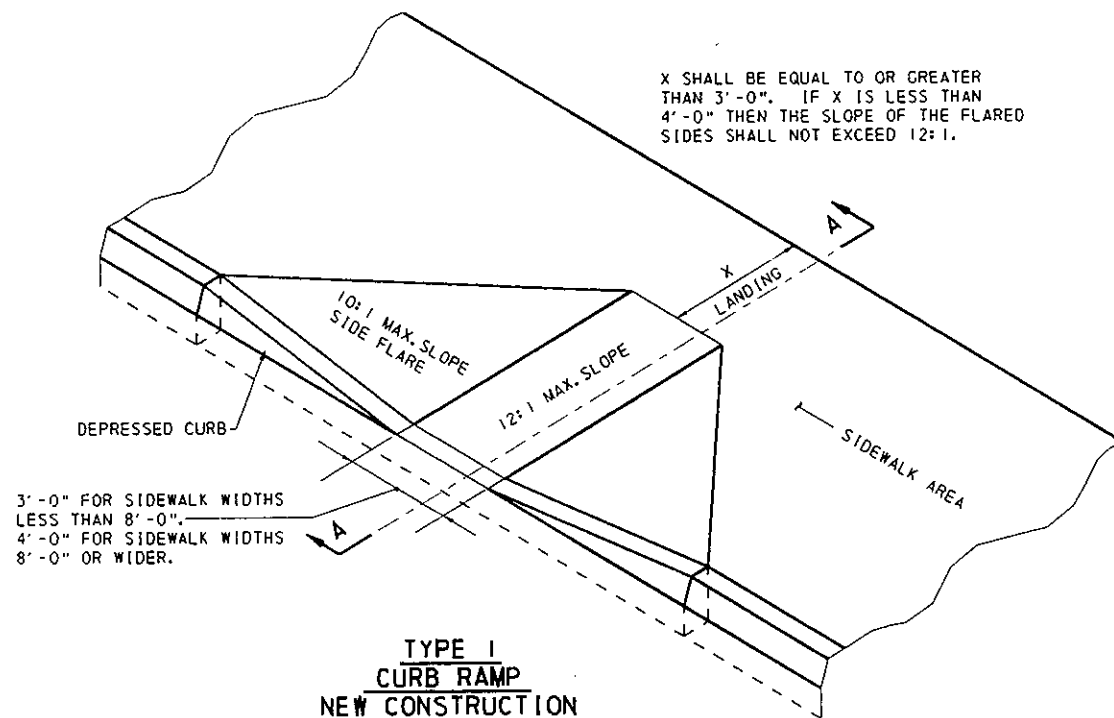 X SHALL BE EQUAL TO OR GREATER
THAN 3'-0". IF X IS LESS THAN
4'-0" THEN THE SLOPE OF THE FLARED
SIDES SHALL NOT EXCEED 12:1.
A
X
LANDING
10:1 MAX. SLOPE
SIDE FLARE
12:1 MAX. SLOPE
DEPRESSED CURB
SIDEWALK AREA
3'-0" FOR SIDEWALK WIDTHS
LESS THAN 8'-0".
4'-0" FOR SIDEWALK WIDTHS
8'-0" OR WIDER.
A
TYPE 1
CURB RAMP
NEW CONSTRUCTION